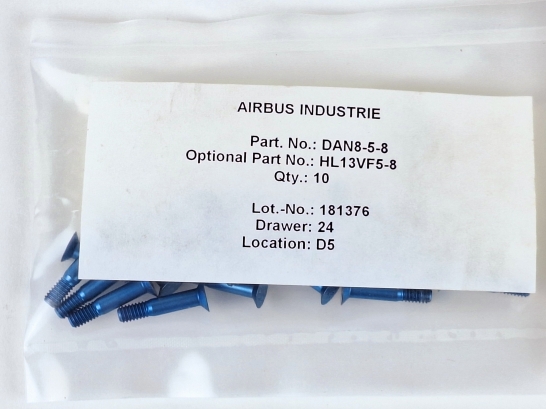 AIRBUS INDUSTRIE
Part. No.: DAN8-5-8
Optional Part No.: HL13VF5-8
Qty.: 10
Lot.-No.: 181376
Drawer: 24
Location: D5